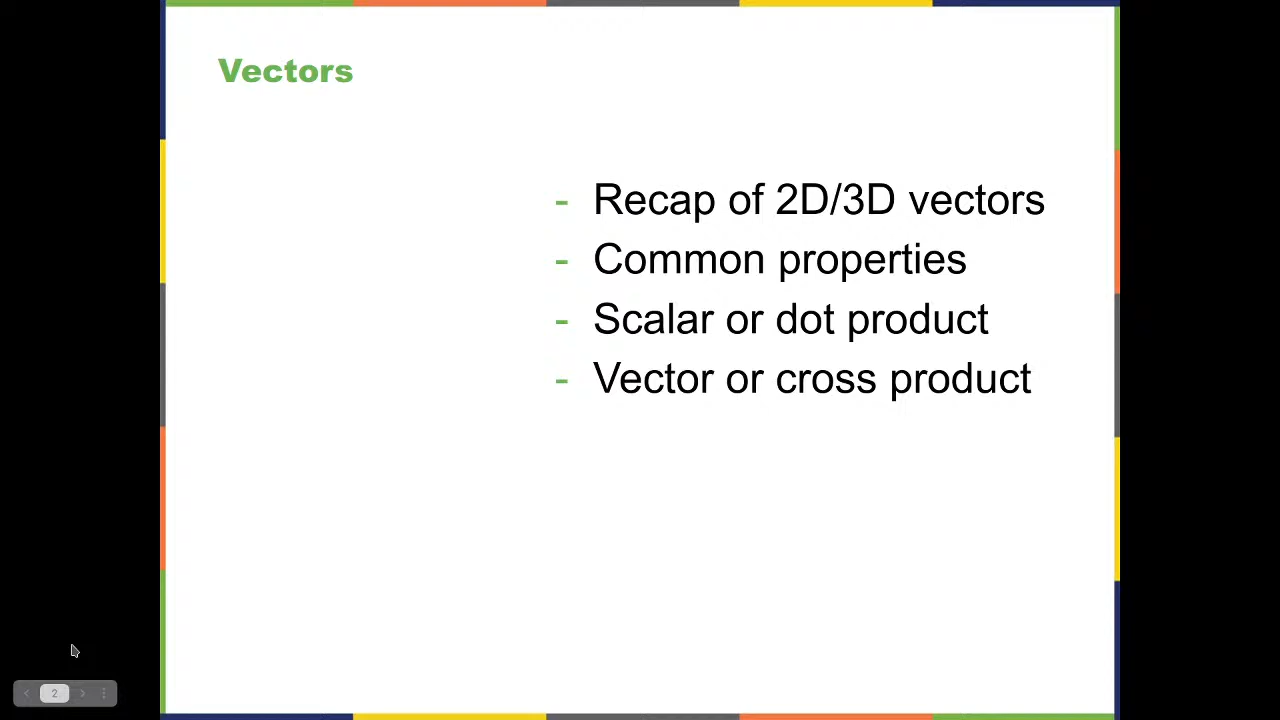 Vectors
- Recap of 2D/3D vectors
- Common properties
- Scalar or dot product
- Vector or cross product
2